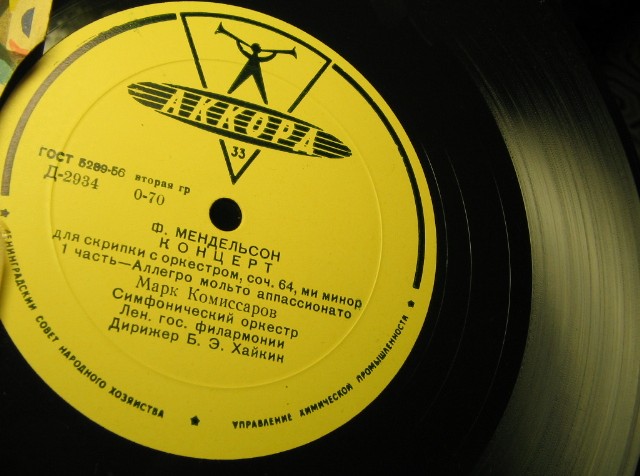 АККОРД
33
ГОСТ 5289-56 вторая гр
Д-2934 0-70
Ф. МЕНДЕЛЬСОН
КОНЦЕРТ
для скрипки с оркестром, соч. 64, ми минор
1 часть—Аллегро мольто аппассионато
Марк Комиссаров
Симфонический оркестр
Лен. гос. филармонии
Дирижер Б. Э. Хайкин
ЛЕНИНГРАДСКИЙ СОВЕТ НАРОДНОГО ХОЗЯЙСТВА ★ УПРАВЛЕНИЕ ХИМИЧЕСКОЙ ПРОМЫШЛЕННОСТИ ★